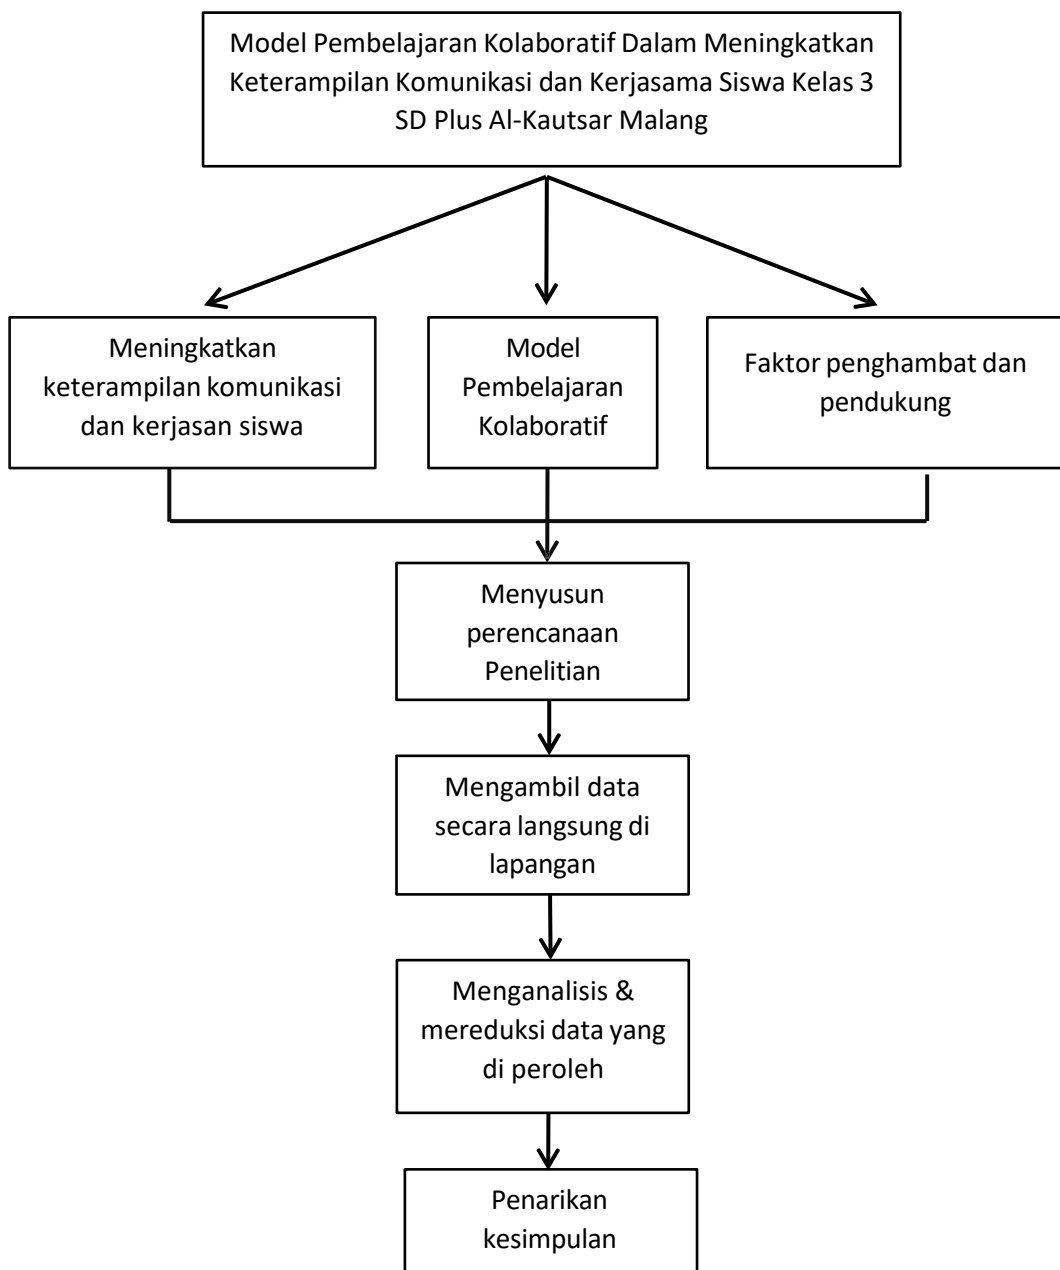 Model Pembelajaran Kolaboratif Dalam Meningkatkan
Keterampilan Komunikasi dan Kerjasama Siswa Kelas 3
SD Plus Al-Kautsar Malang
Meningkatkan
keterampilan komunikasi
dan kerjasan siswa
Model
Pembelajaran
Kolaboratif
Faktor penghambat dan
pendukung
Menyusun
perencanaan
Penelitian
Mengambil data
secara langsung di
lapangan
Menganalisis &
mereduksi data yang
di peroleh
Penarikan
kesimpulan